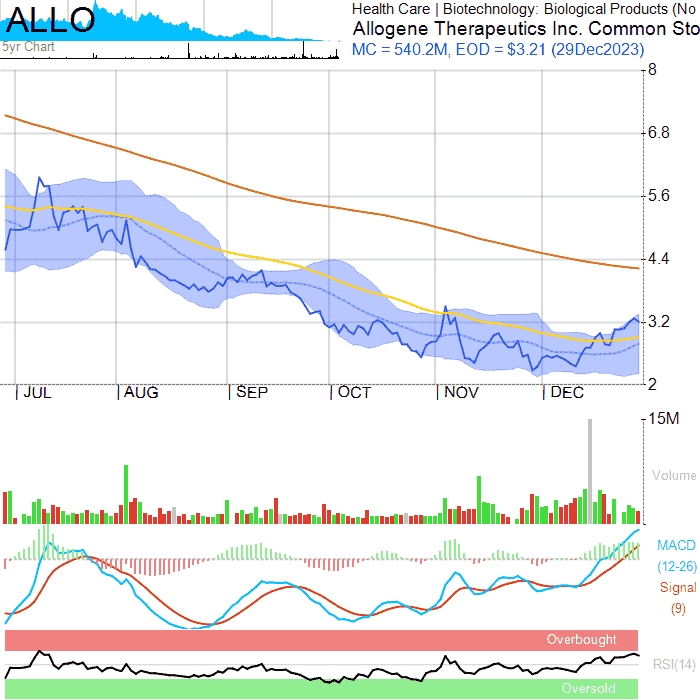 ALLO
5yr Chart
Health Care | Biotechnology: Biological Products (No
Allogene Therapeutics Inc. Common Sto
MC = 540.2M, EOD = $3.21 (29Dec2023)
8
6.8
5.6
4.4
3.2
2
JUL AUG SEP OCT NOV DEC
15M
Volume
MACD
(12-26)
Signal
(9)
Overbought
RSI(14)
Oversold